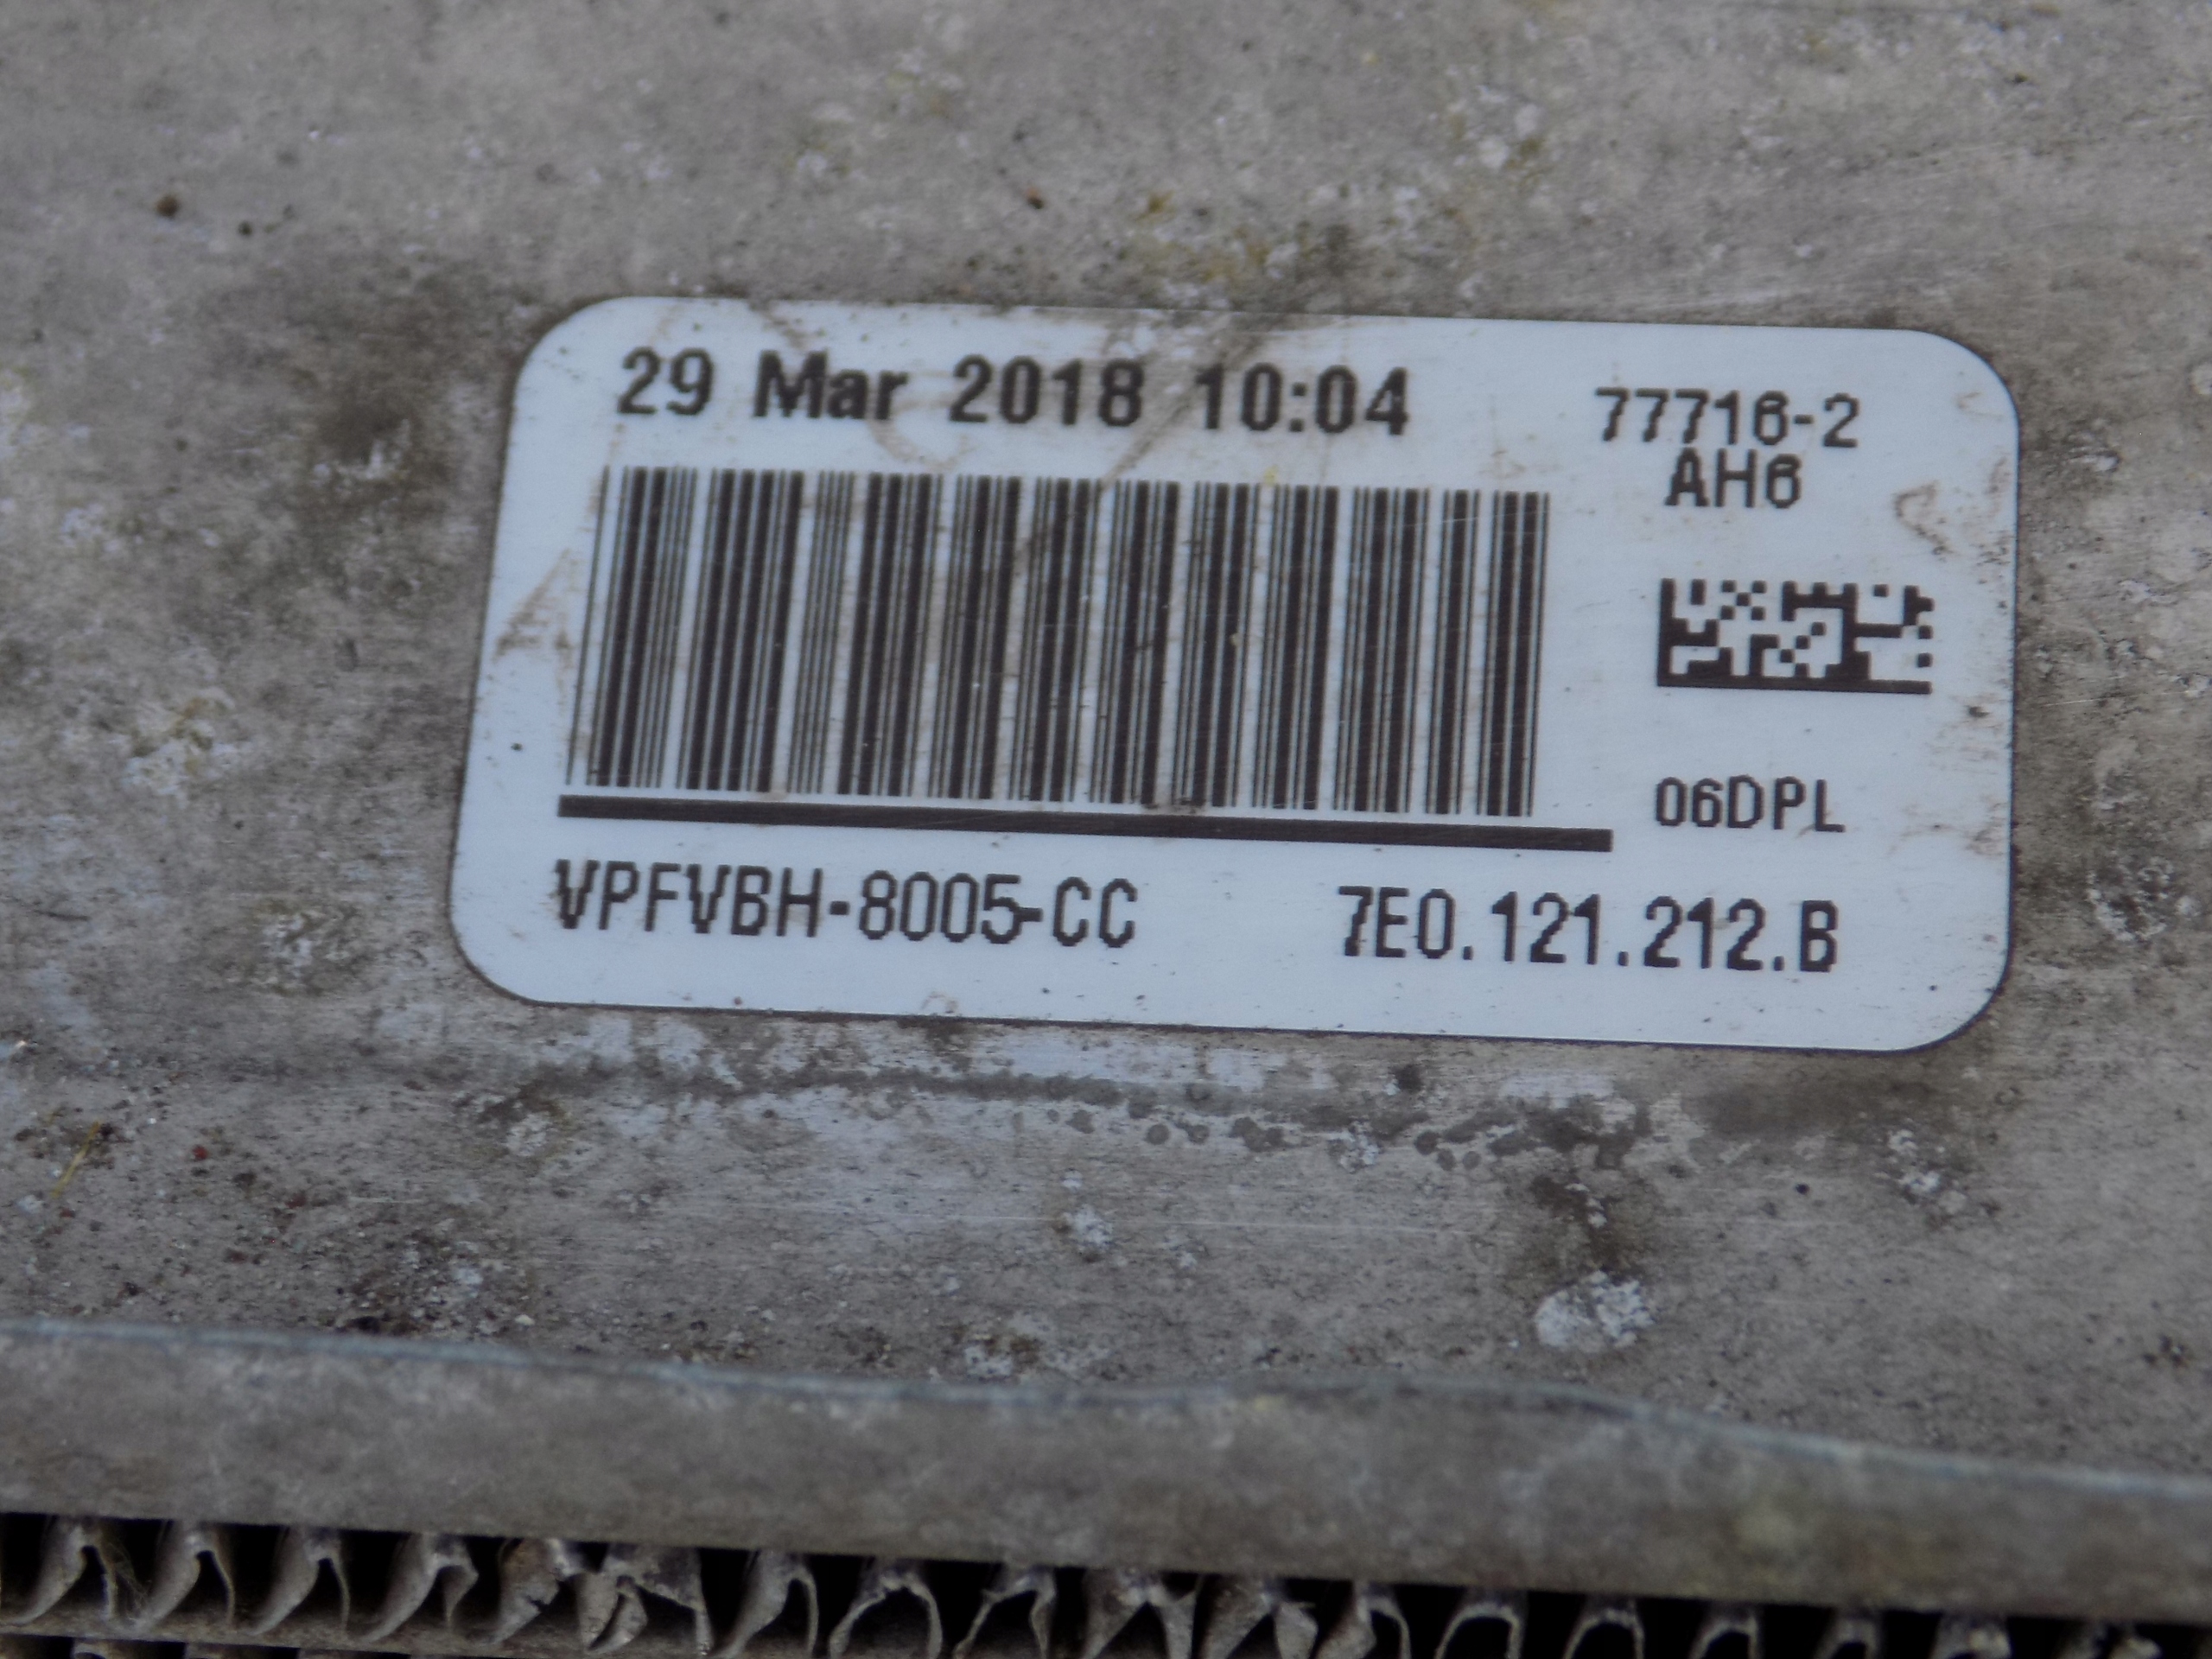 29 Mar 2018 10:04
77716-2
AH6
06DPL
VPFVBH-8005-CC 7E0.121.212.B